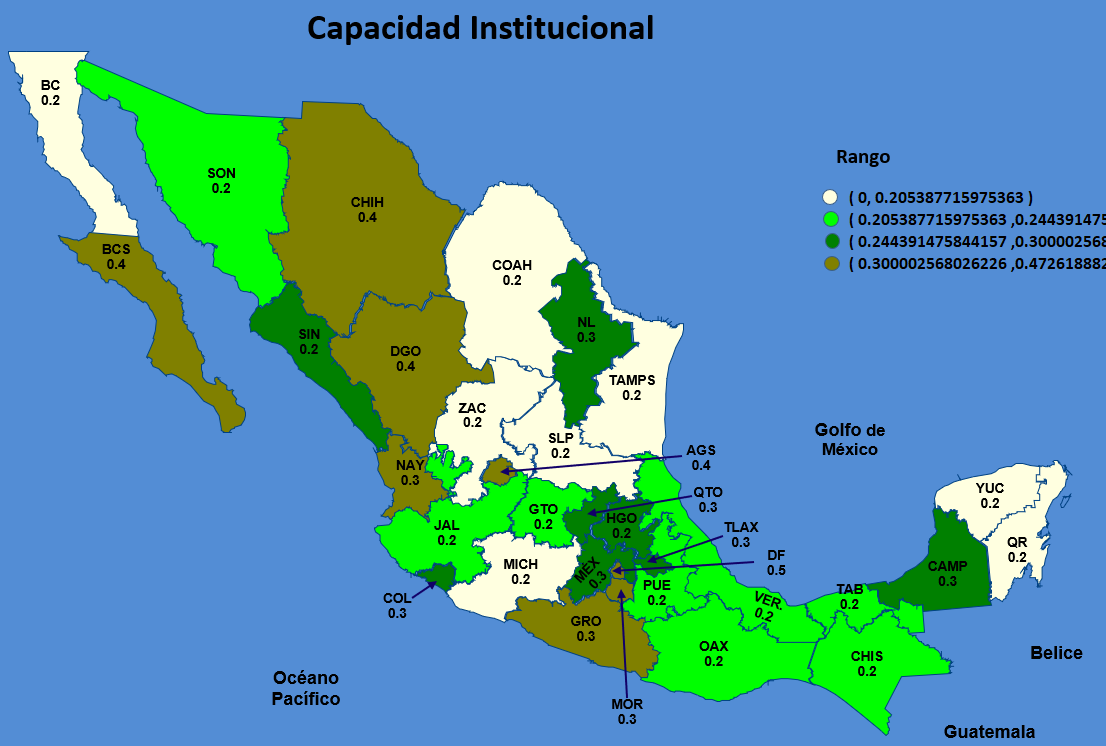 Capacidad Institucional
BC
0.2
SON
0.2
CHIH
0.4
BCS
0.4
COAH
0.2
SIN
0.2
DGO
0.4
NL
0.3
TAMPS
0.2
ZAC
0.2
SLP
0.2
NAY
0.3
AGS
0.4
QTO
0.3
JAL
0.2
GTO
0.2
HGO
0.2
TLAX
0.3
DF
0.5
MICH
0.2
MÉX
0.3
PUE
0.2
COL
0.3
GRO
0.3
VER.
0.2
TAB
0.2
CAMP
0.3
YUC
0.2
QR
0.2
OAX
0.2
CHIS
0.2
MOR
0.3
Rango
( 0, 0.205387715975363 )
( 0.205387715975363 ,0.244391475
( 0.244391475844157 ,0.300002568
( 0.300002568026226 ,0.472618882
Golfo de
México
Océano
Pacífico
Belice
Guatemala